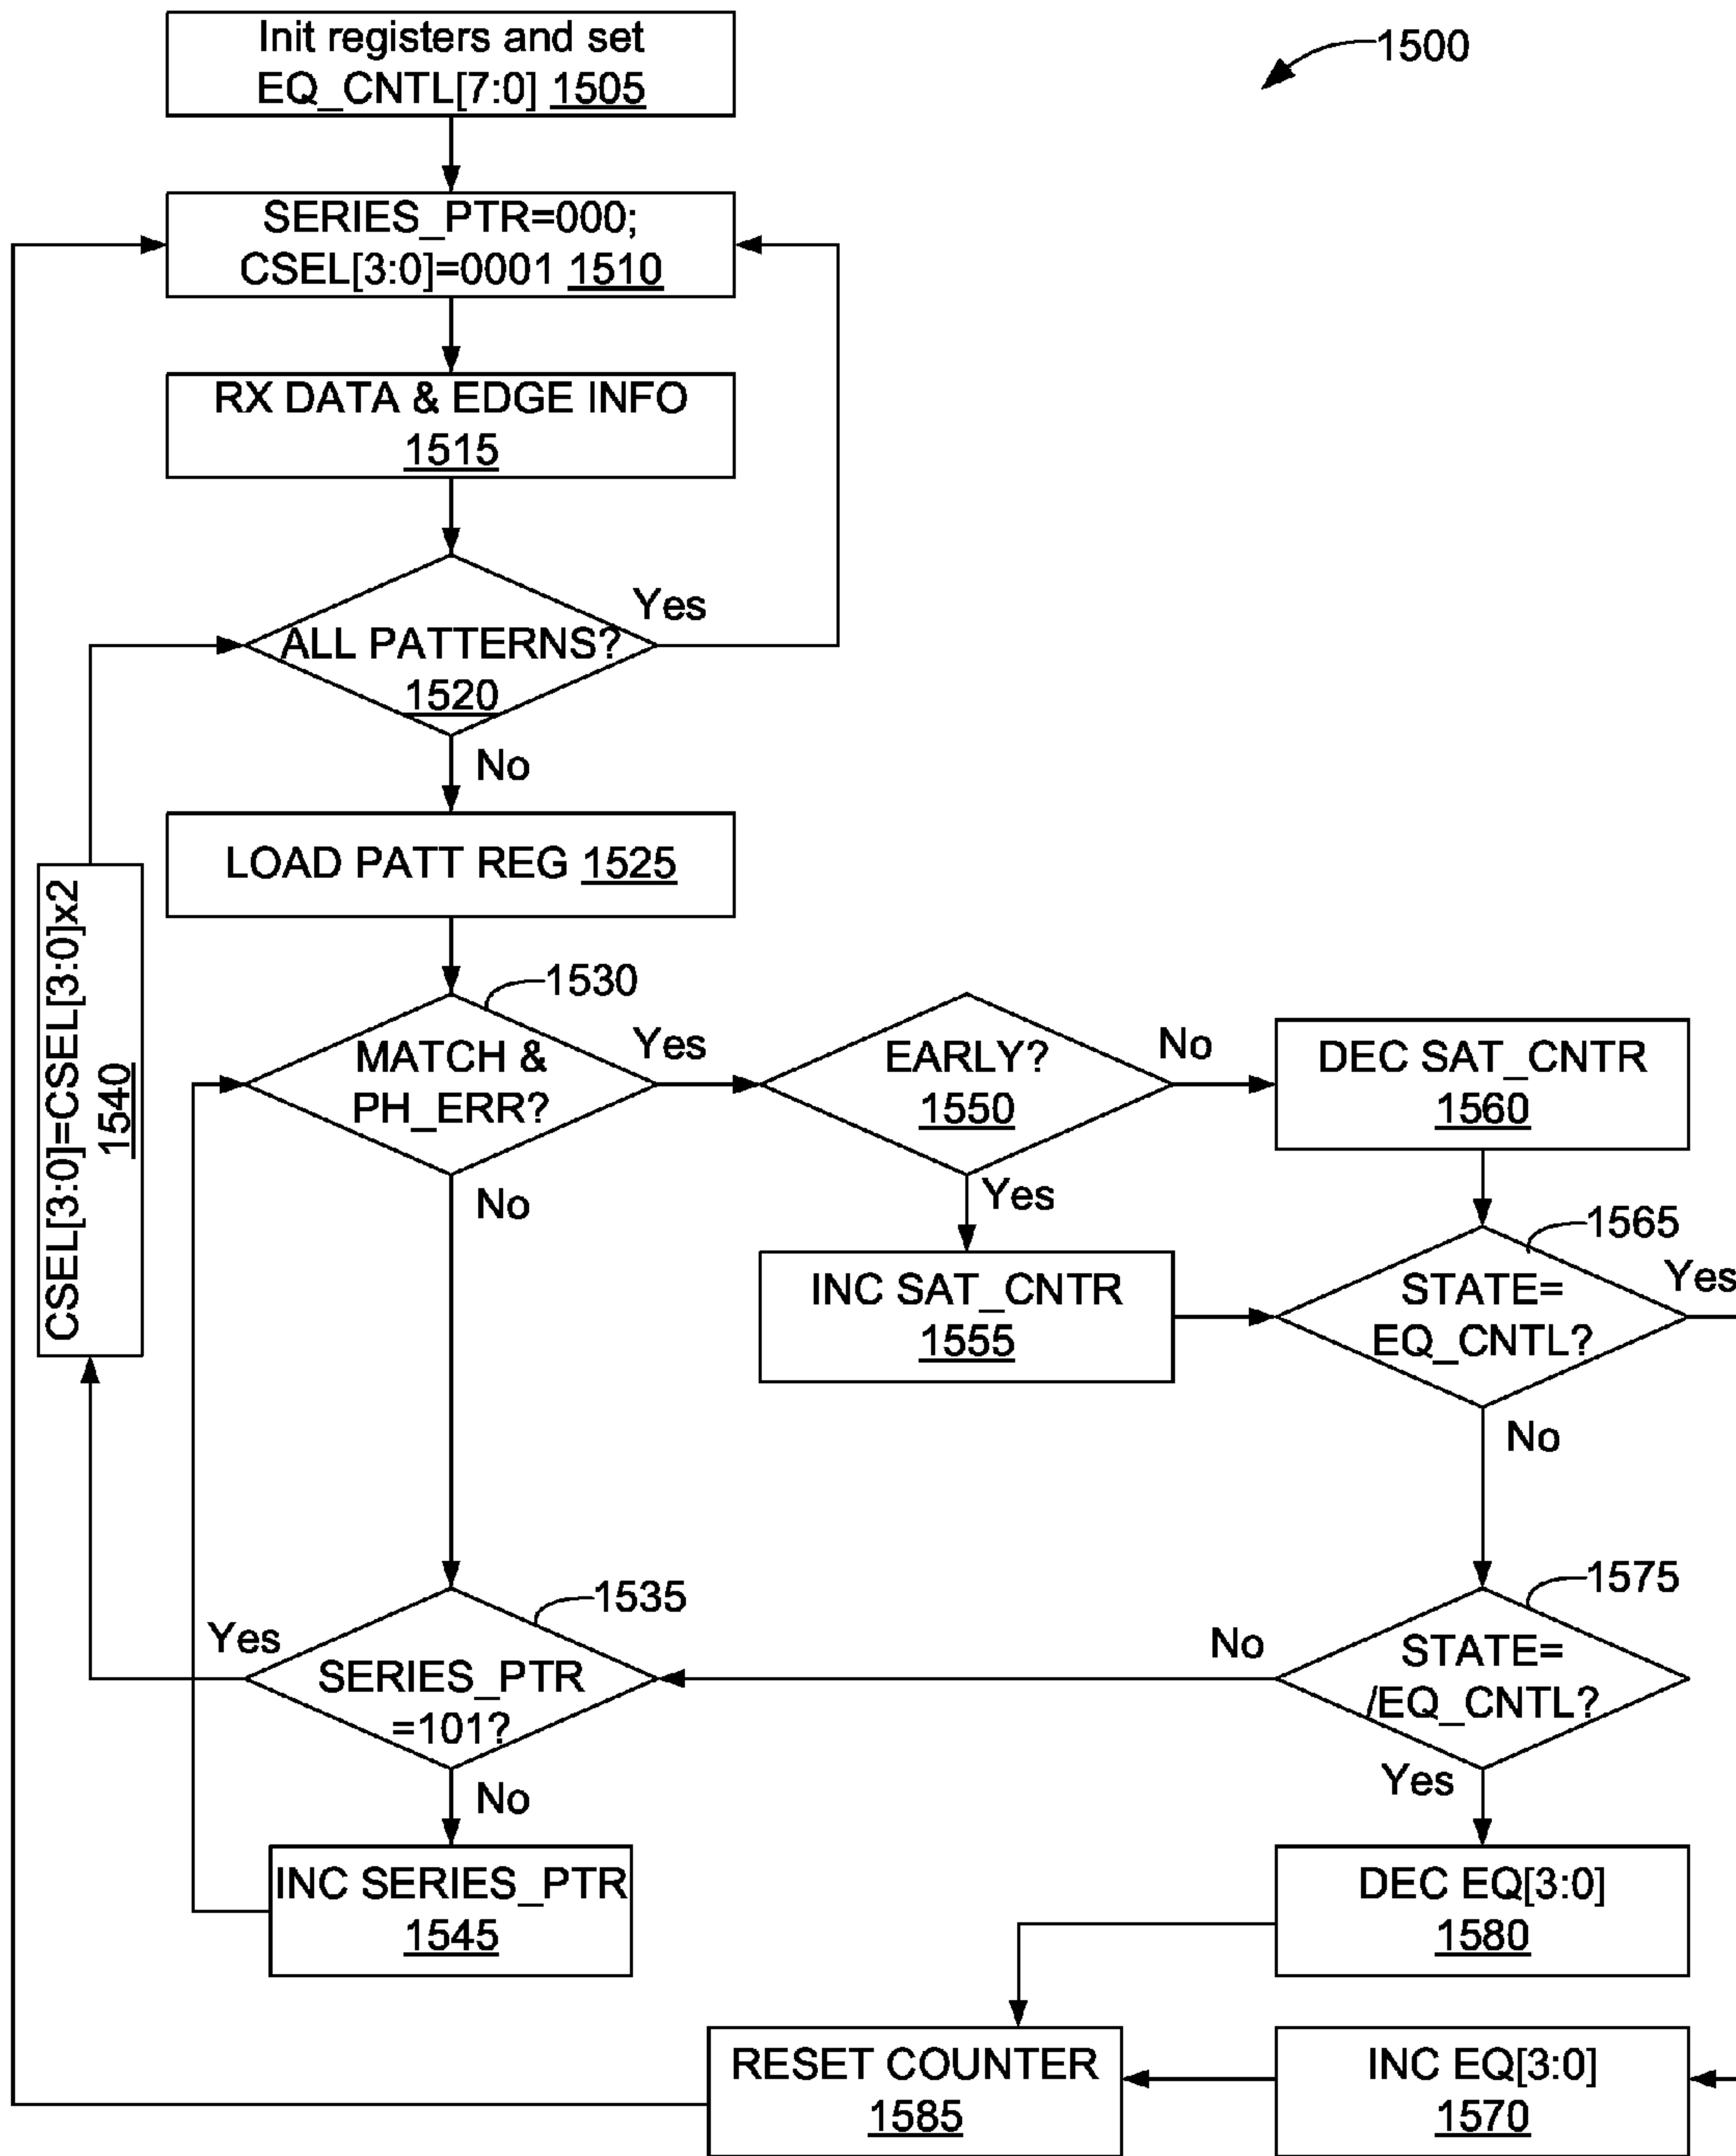 Init registers and set
EQ_CNTL[7:0] 1505
1500
SERIES_PTR=000;
CSEL[3:0]=0001 1510
RX DATA & EDGE INFO
1515
ALL PATTERNS?
1520
Yes
No
LOAD PATT REG 1525
CSEL[3:0]=CSEL[3:0]x2
1540
1530
MATCH &
PH_ERR?
Yes
No
EARLY?
1550
No
Yes
DEC SAT_CNTR
1560
INC SAT_CNTR
1555
1565
STATE=
EQ_CNTL?
Yes
No
1535
Yes
SERIES_PTR
=101?
No
1575
No
STATE=
/EQ_CNTL?
Yes
INC SERIES_PTR
1545
DEC EQ[3:0]
1580
RESET COUNTER
1585
INC EQ[3:0]
1570